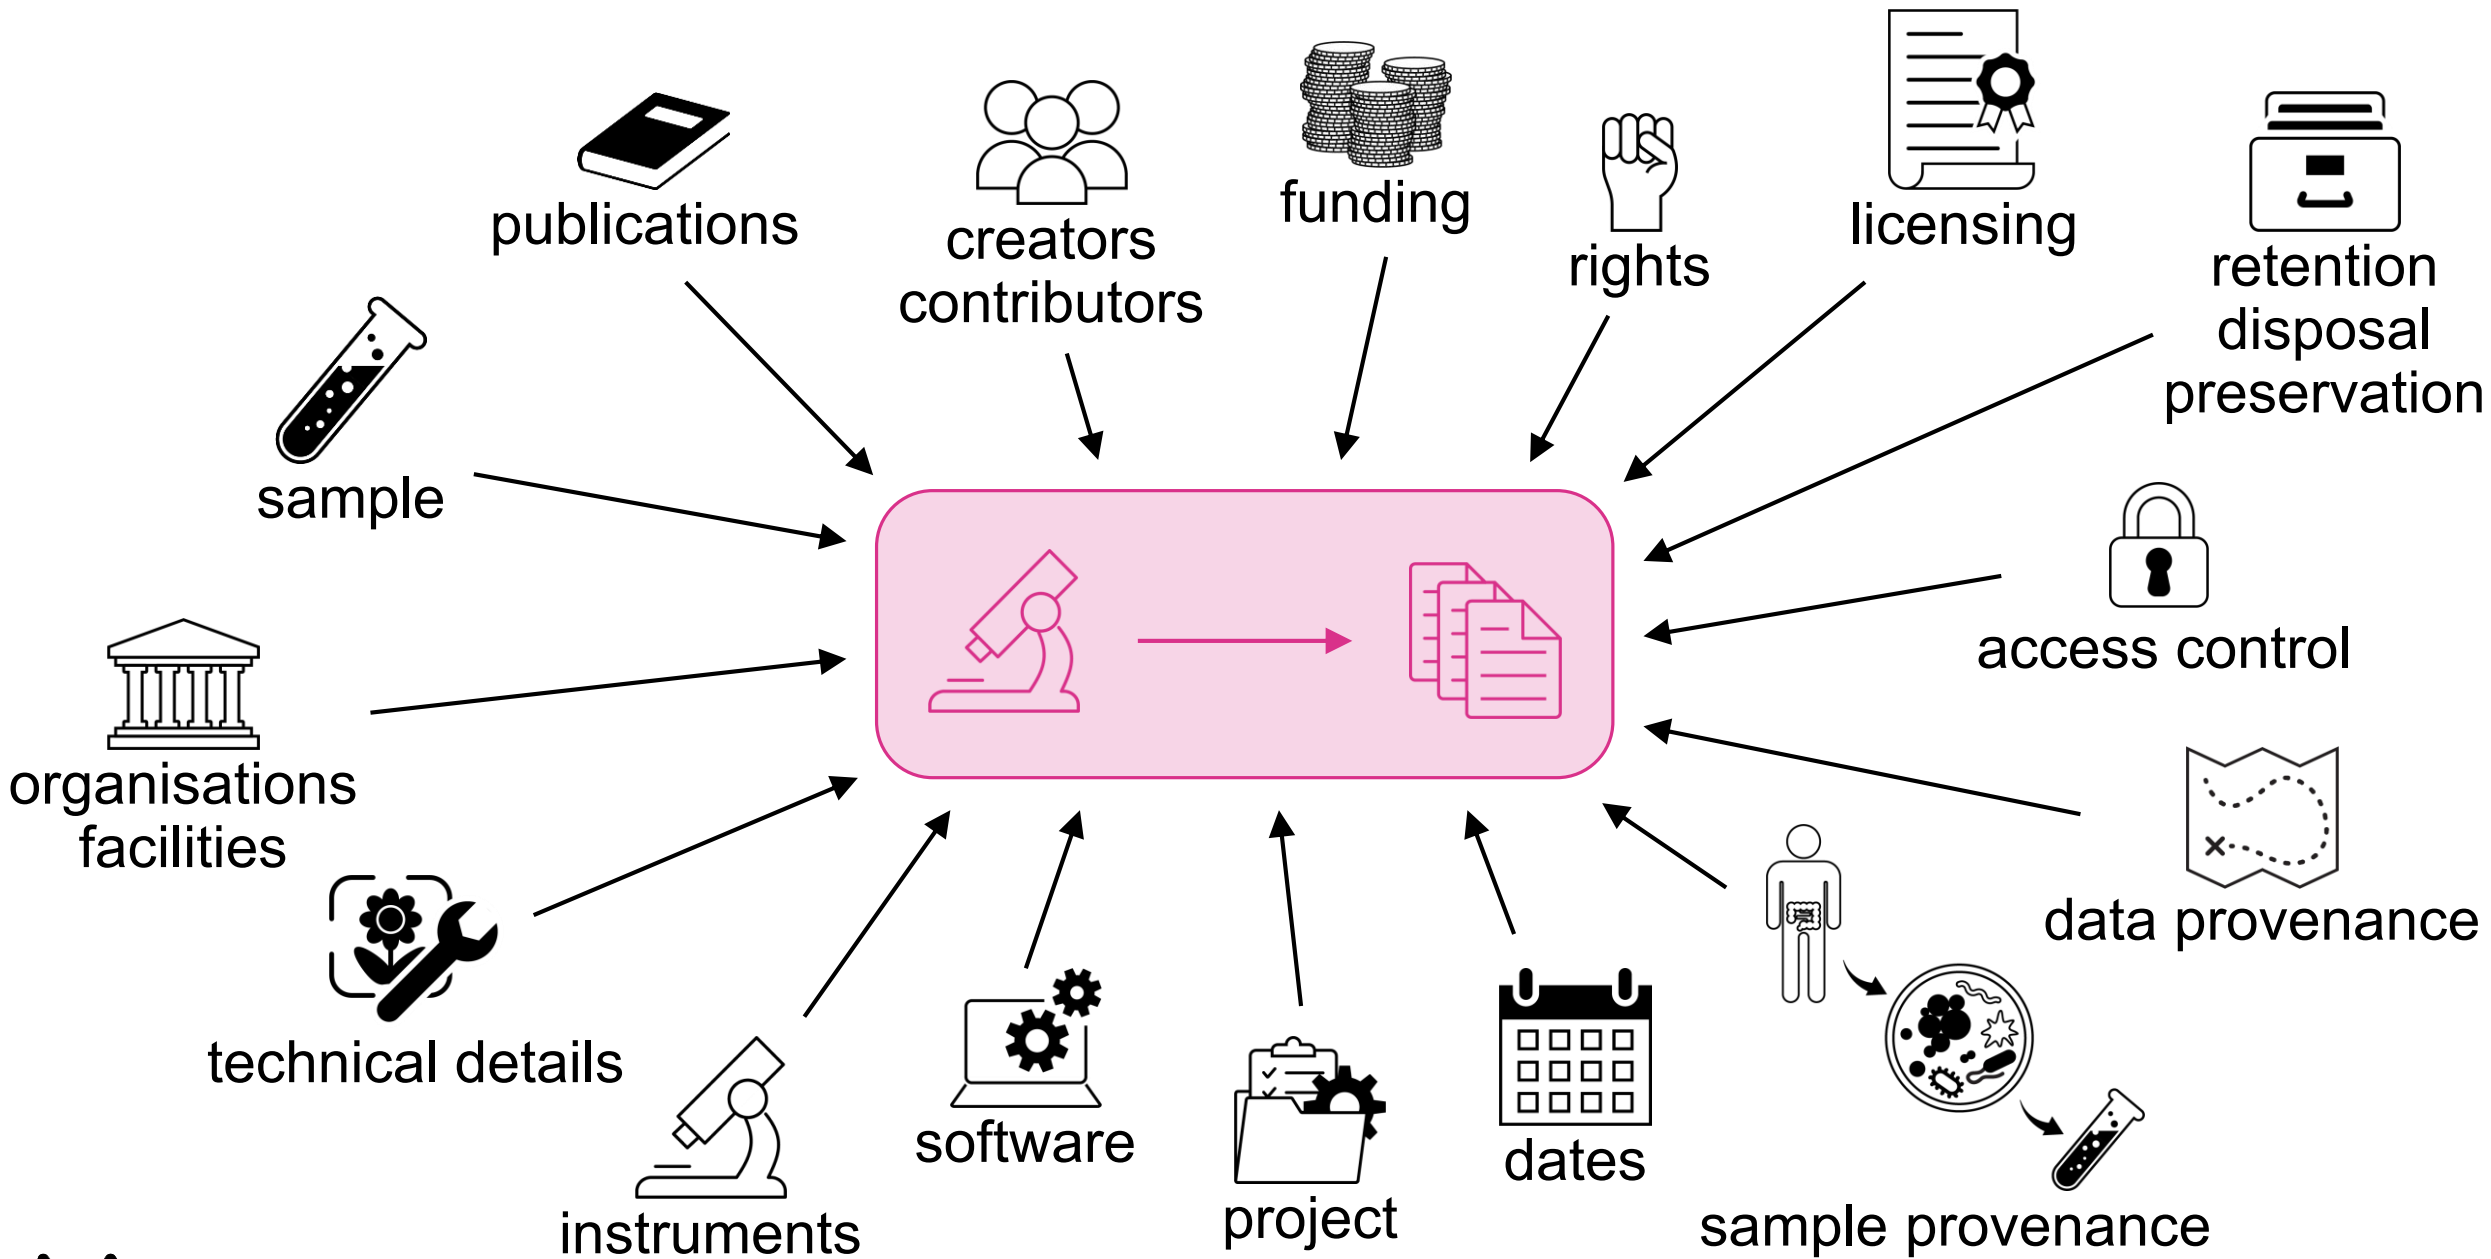 publications
creators
contributors
funding
rights
licensing
retention
disposal
preservation
sample
access control
organisations
facilities
data provenance
technical details
instruments
software
project
dates
sample provenance